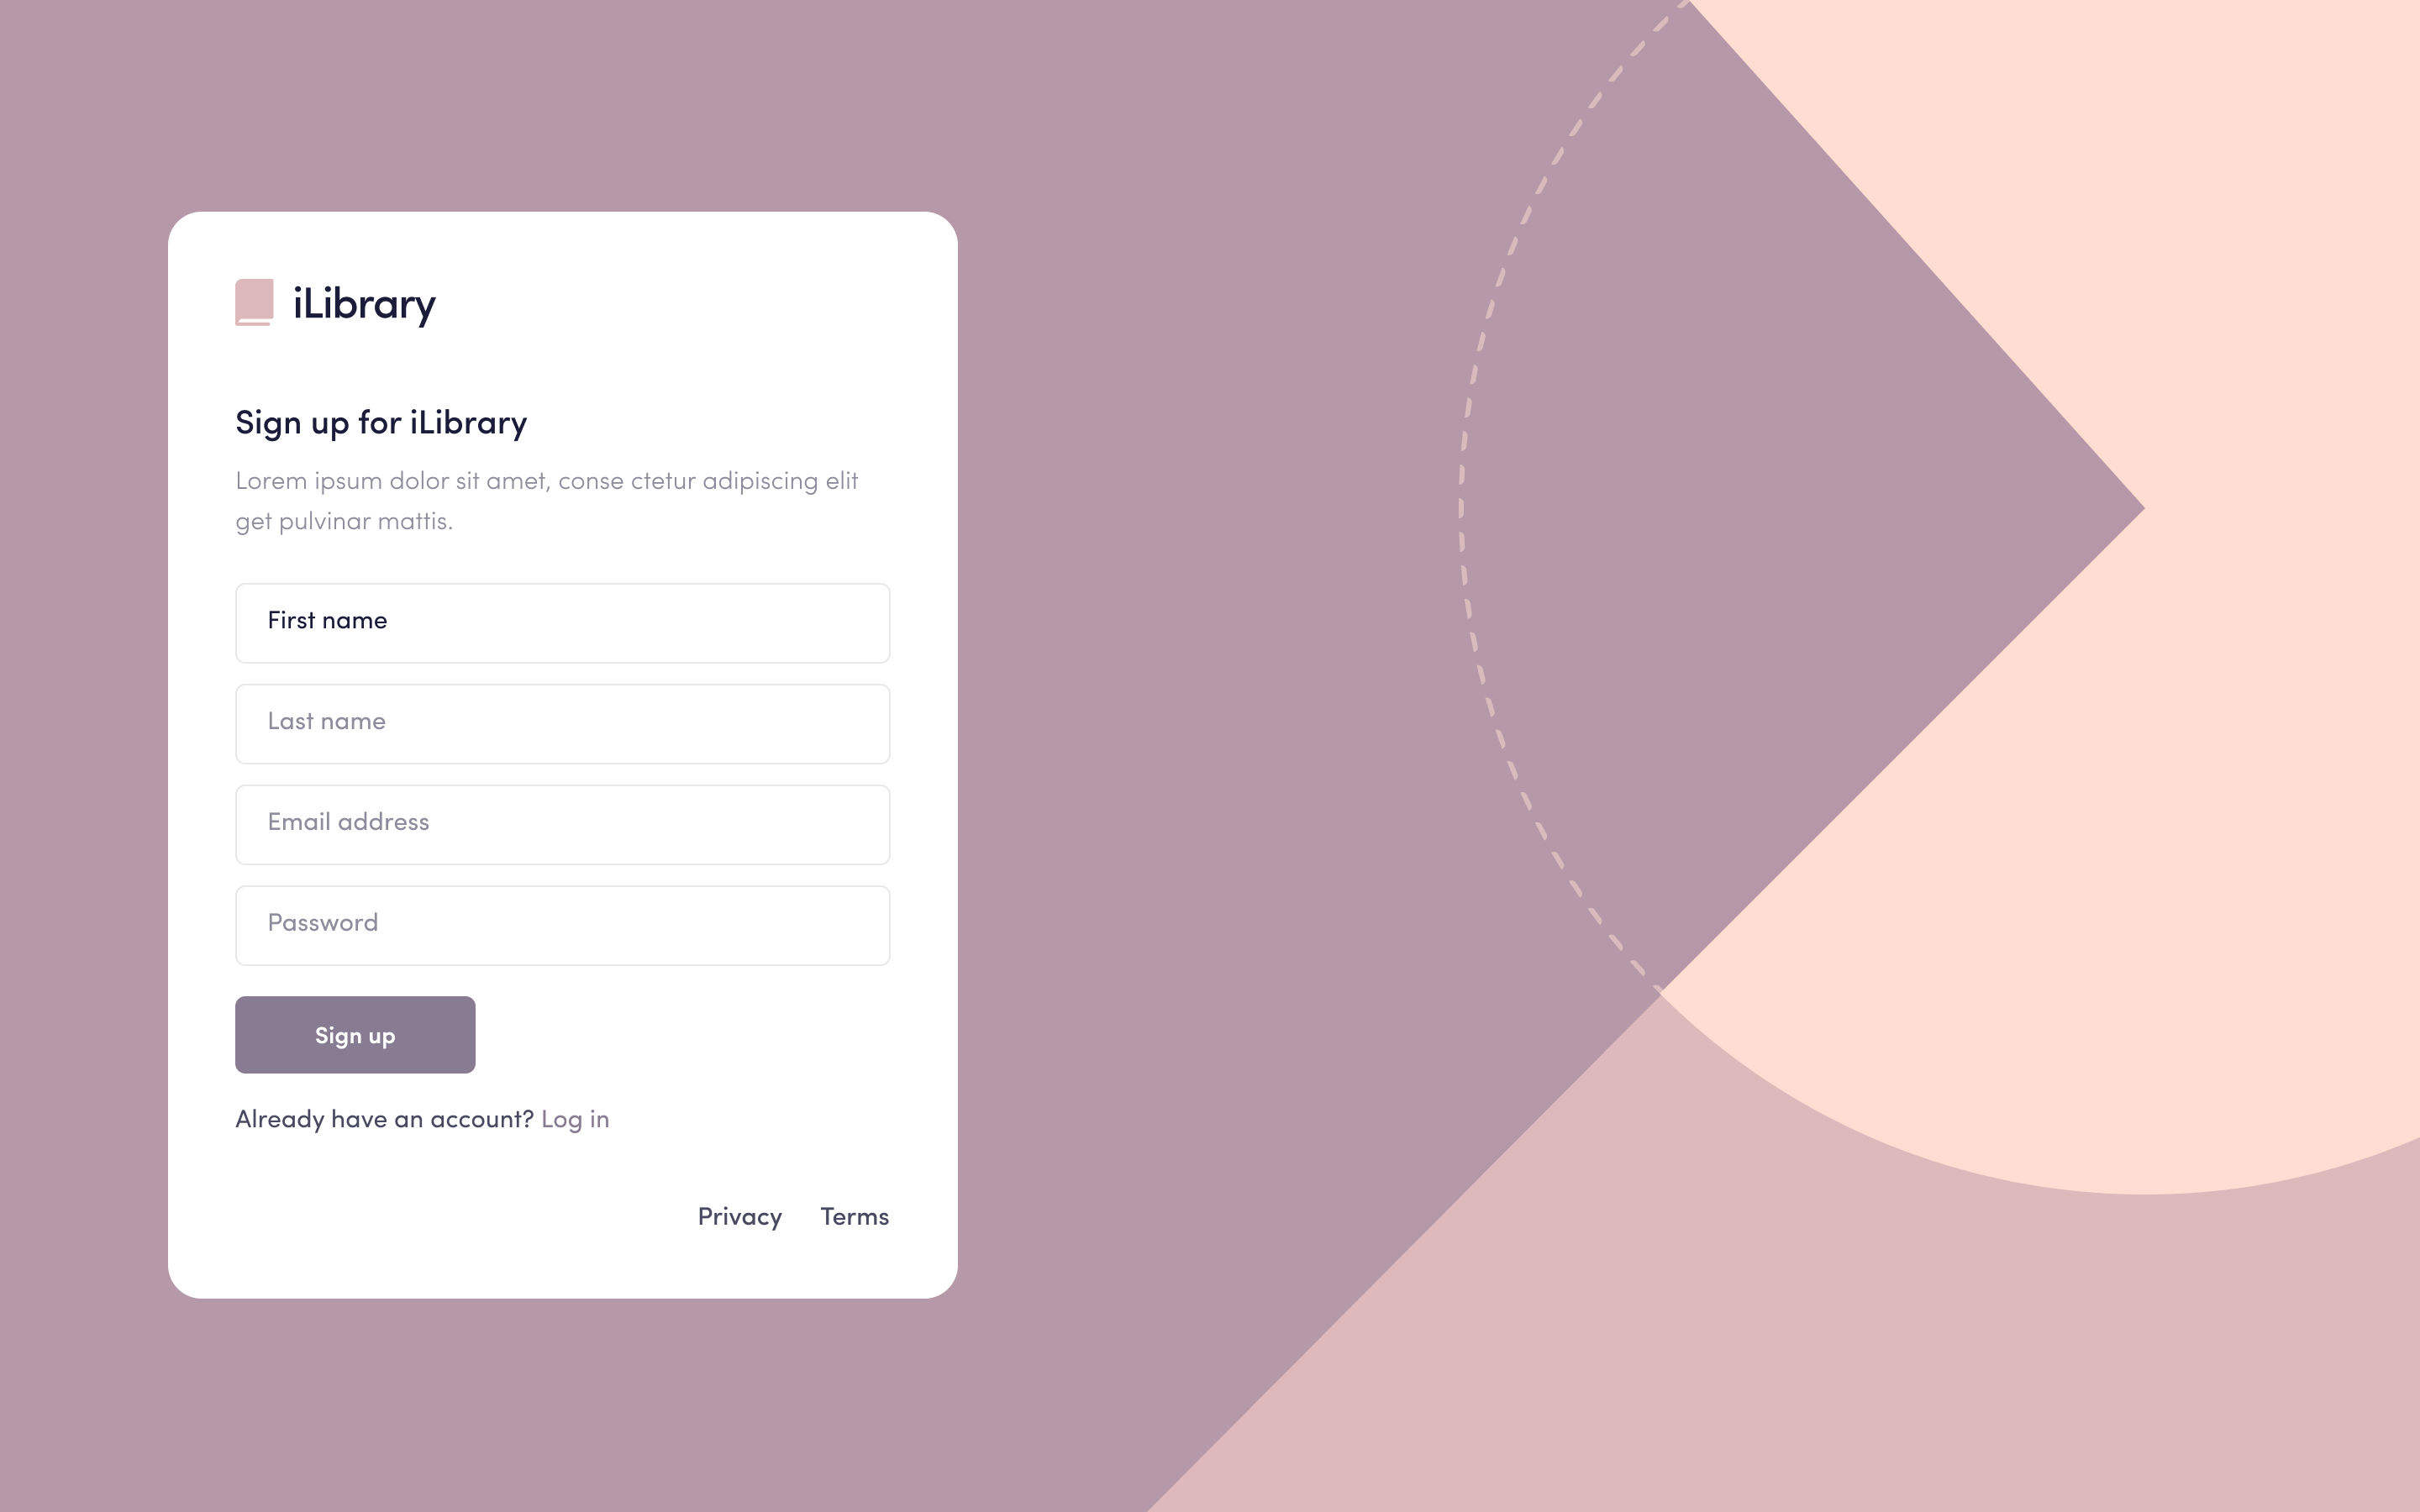 iLibrary
Sign up for iLibrary
Lorem ipsum dolor sit amet, conse ctetur adipiscing elit
get pulvinar mattis.
First name
Last name
Email address
Password
Sign up
Already have an account? Log in
Privacy Terms